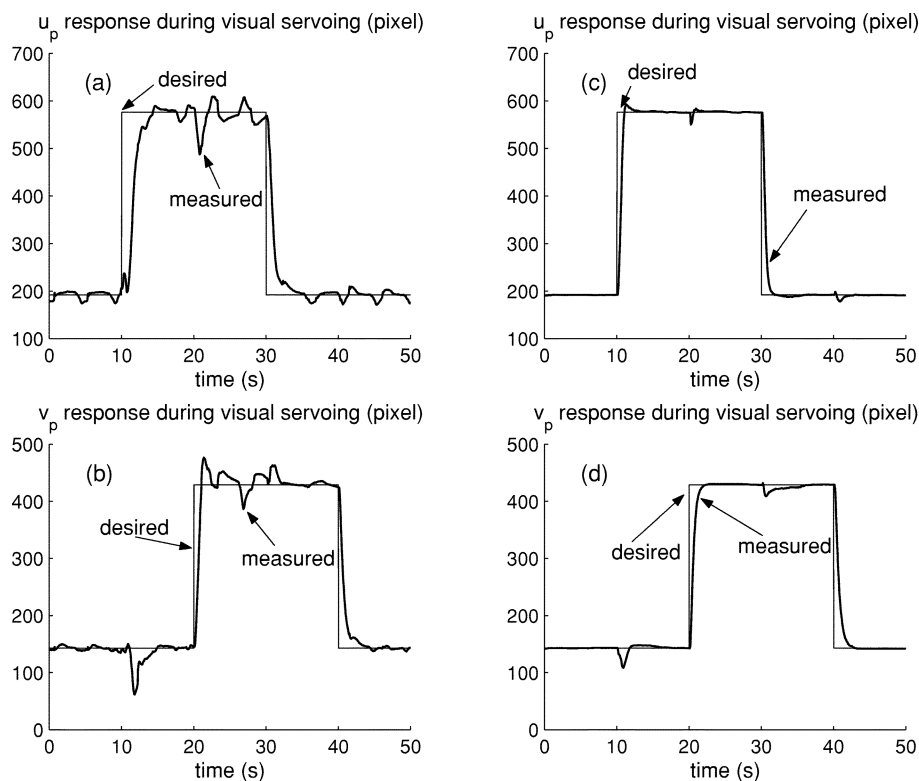 u_p response during visual servoing (pixel)
700
600
500
400
300
200
100
(a)
desired
measured
0 10 20 30 40 50
time (s)
u_p response during visual servoing (pixel)
700
600
500
400
300
200
100
(c)
desired
measured
0 10 20 30 40 50
time (s)
v_p response during visual servoing (pixel)
500
400
300
200
100
0
(b)
desired
measured
0 10 20 30 40 50
time (s)
v_p response during visual servoing (pixel)
500
400
300
200
100
0
(d)
desired
measured
0 10 20 30 40 50
time (s)